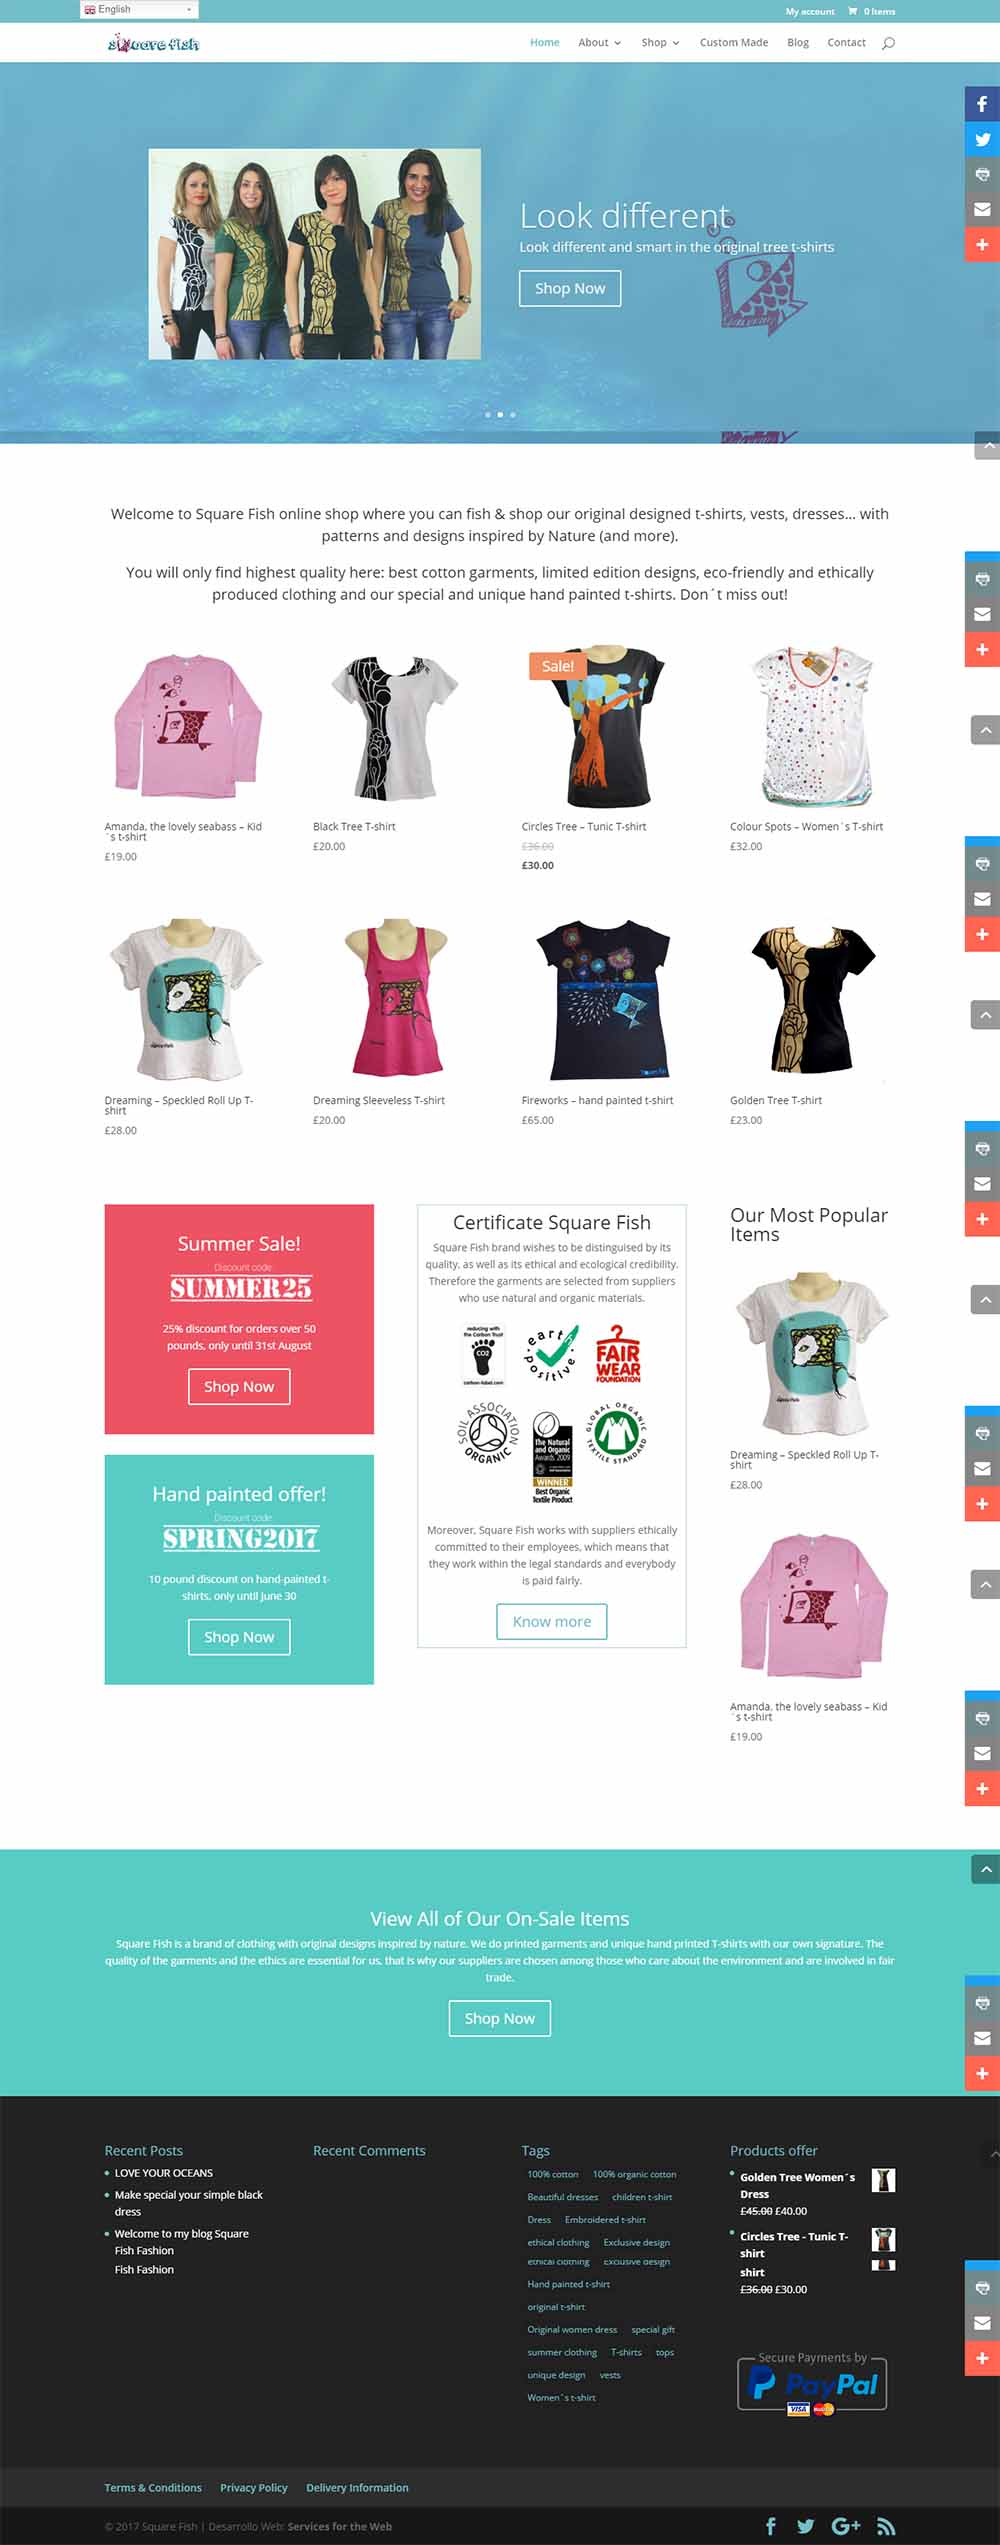 English
My account
0 Items
square fish
Home
About
Shop
Custom Made
Blog
Contact
Look different
Look different and smart in the original tree t-shirts
Shop Now
Welcome to Square Fish online shop where you can fish & shop our original designed t-shirts, vests, dresses... with
patterns and designs inspired by Nature (and more).
You will only find highest quality here: best cotton garments, limited edition designs, eco-friendly and ethically
produced clothing and our special and unique hand painted t-shirts. Don´t miss out!
Sale!
Amanda, the lovely seabass – Kid
´s t-shirt
£19.00
Black Tree T-shirt
£20.00
Circles Tree – Tunic T-shirt
£36.00
£30.00
Colour Spots – Women´s T-shirt
£32.00
Dreaming – Speckled Roll Up T-
shirt
£28.00
Dreaming Sleeveless T-shirt
£20.00
Fireworks – hand painted t-shirt
£65.00
Golden Tree T-shirt
£23.00
Summer Sale!
Discount code:
SUMMER25
25% discount for orders over 50
pounds, only until 31st August
Shop Now
Hand painted offer!
Discount code:
SPRING2017
10 pound discount on hand-painted t-
shirts, only until June 30
Shop Now
Certificate Square Fish
Square Fish brand wishes to be distinguised by its
quality, as well as its ethical and ecological credibility.
Therefore the garments are selected from suppliers
who use natural and organic materials.
reducing with
the Carbon Trust
CO2
carbon-label.com
eart
positive
FAIR
WEAR
FOUNDATION
SOIL ASSOCIATION
ORGANIC
The Natural
and Organic
Awards 2009
WINNER
Best Organic
Textile Product
GLOBAL ORGANIC
TEXTILE STANDARD
Moreover, Square Fish works with suppliers ethically
committed to their employees, which means that
they work within the legal standards and everybody
is paid fairly.
Know more
Our Most Popular
Items
Dreaming – Speckled Roll Up T-
shirt
£28.00
Amanda, the lovely seabass – Kid
´s t-shirt
£19.00
View All of Our On-Sale Items
Square Fish is a brand of clothing with original designs inspired by nature. We do printed garments and unique hand printed T-shirts with our own signature. The
quality of the garments and the ethics are essential for us, that is why our suppliers are chosen among those who care about the environment and are involved in fair
trade.
Shop Now
Recent Posts
LOVE YOUR OCEANS
Make special your simple black
dress
Welcome to my blog Square
Fish Fashion
Fish Fashion
Recent Comments
Tags
100% cotton
100% organic cotton
Beautiful dresses
children t-shirt
Dress
Embroidered t-shirt
ethical clothing
Exclusive design
ethical clothing
Exclusive design
Hand painted t-shirt
original t-shirt
Original women dress
special gift
summer clothing
T-shirts
tops
unique design
vests
Women´s t-shirt
Products offer
Golden Tree Women´s
Dress
£45.00 £40.00
Circles Tree - Tunic T-
shirt
shirt
£36.00 £30.00
Secure Payments by
PayPal
VISA
MasterCard
Terms & Conditions
Privacy Policy
Delivery Information
© 2017 Square Fish | Desarrollo Web: Services for the Web